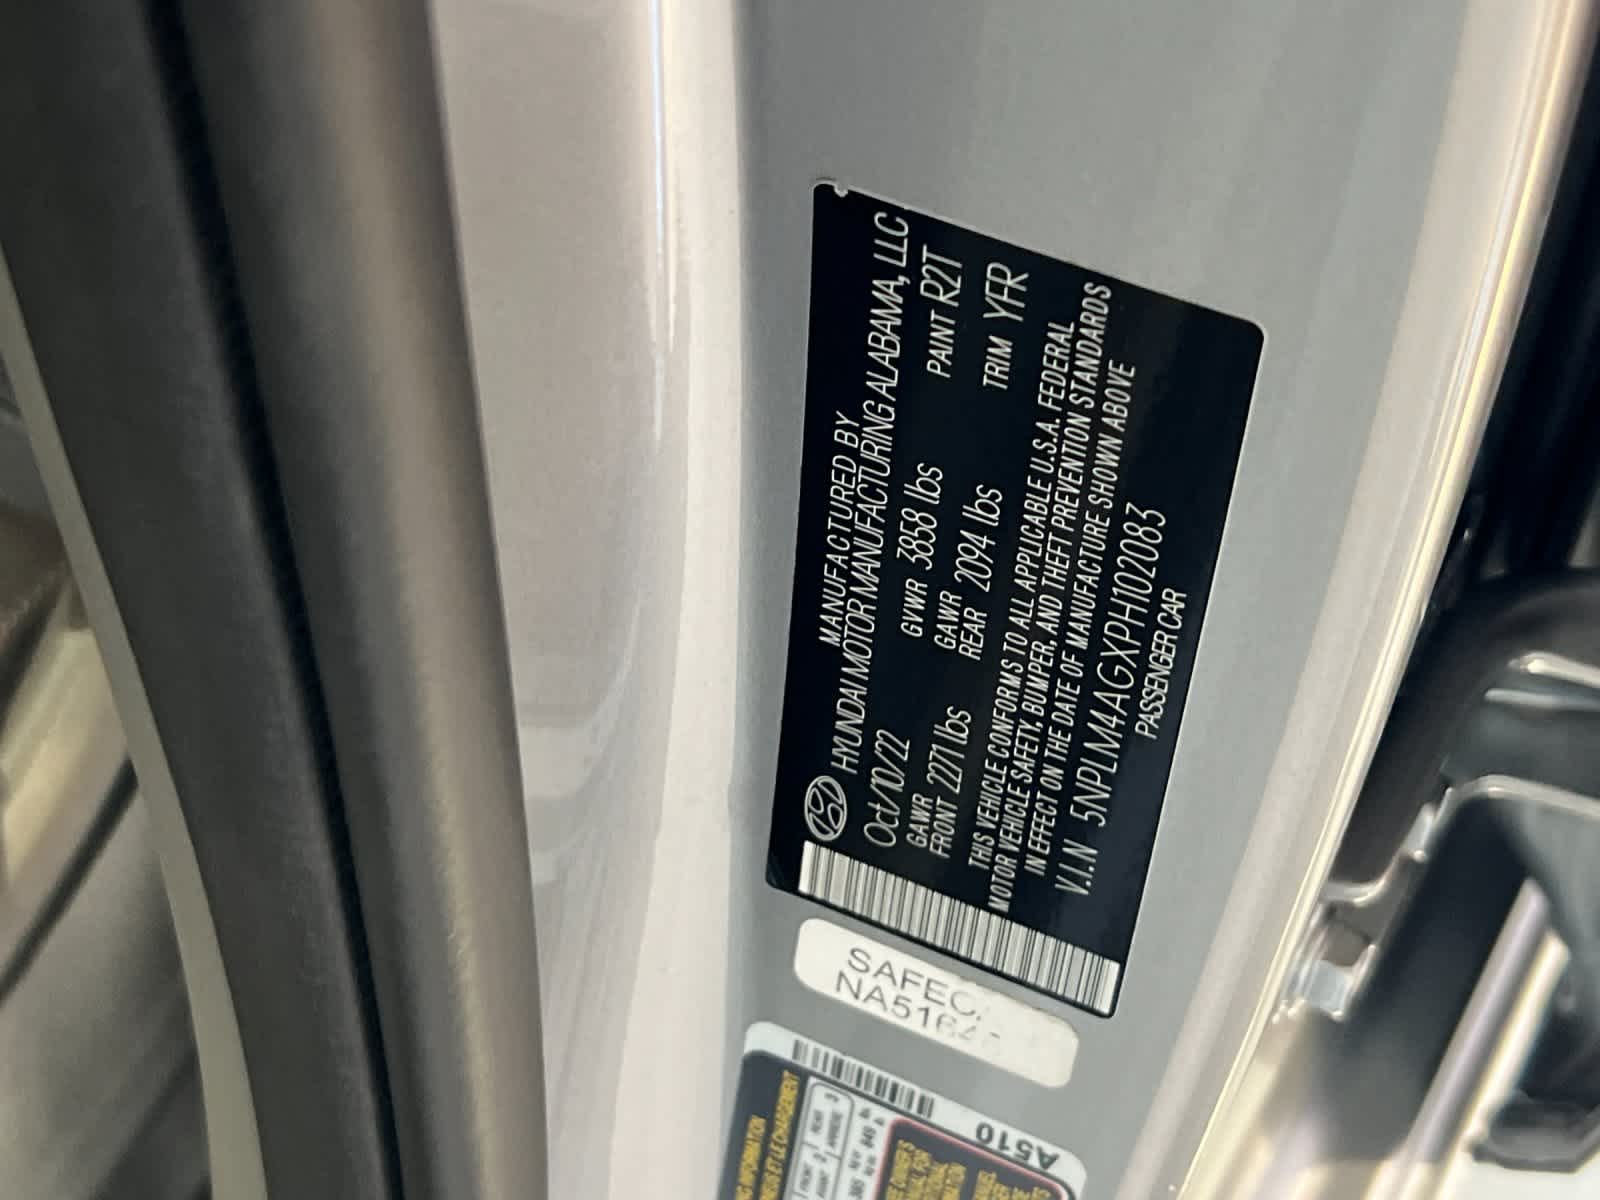 MANUFACTURED BY
HYUNDAI MOTOR MANUFACTURING ALABAMA, LLC
Oct/10/22 GVWR 3858 lbs PAINT R2T
GAWR FRONT 2271 lbs GAWR REAR 2094 lbs TRIM YFR
THIS VEHICLE CONFORMS TO ALL APPLICABLE U.S.A. FEDERAL
MOTOR VEHICLE SAFETY, BUMPER, AND THEFT PREVENTION STANDARDS
IN EFFECT ON THE DATE OF MANUFACTURE SHOWN ABOVE
V.I.N 5NPLM4AGXPH102083
PASSENGER CAR
A510